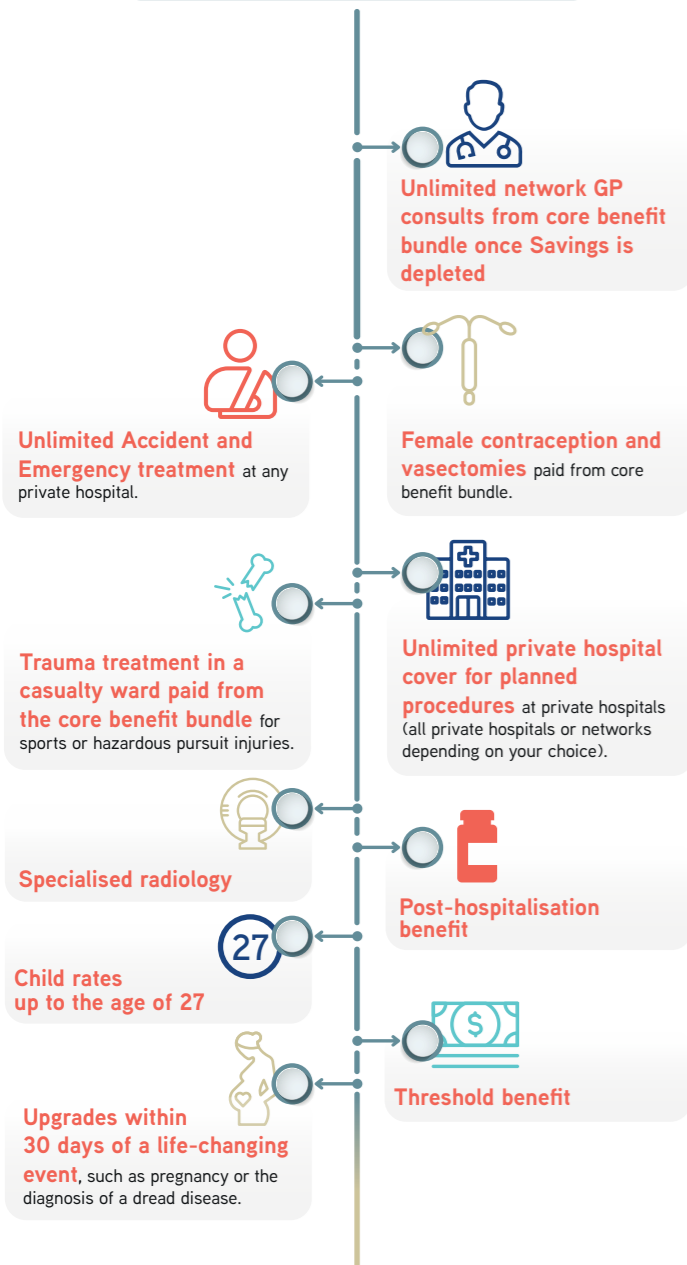 Unlimited network GP
consults from core benefit
bundle once Savings is
depleted
Unlimited Accident and
Emergency treatment at any
private hospital.
Female contraception and
vasectomies paid from core
benefit bundle.
Trauma treatment in a
casualty ward paid from
the core benefit bundle for
sports or hazardous pursuit injuries.
Unlimited private hospital
cover for planned
procedures at private hospitals
(all private hospitals or networks
depending on your choice).
Specialised radiology
Post-hospitalisation
benefit
27
Child rates
up to the age of 27
$
Threshold benefit
Upgrades within
30 days of a life-changing
event, such as pregnancy or the
diagnosis of a dread disease.